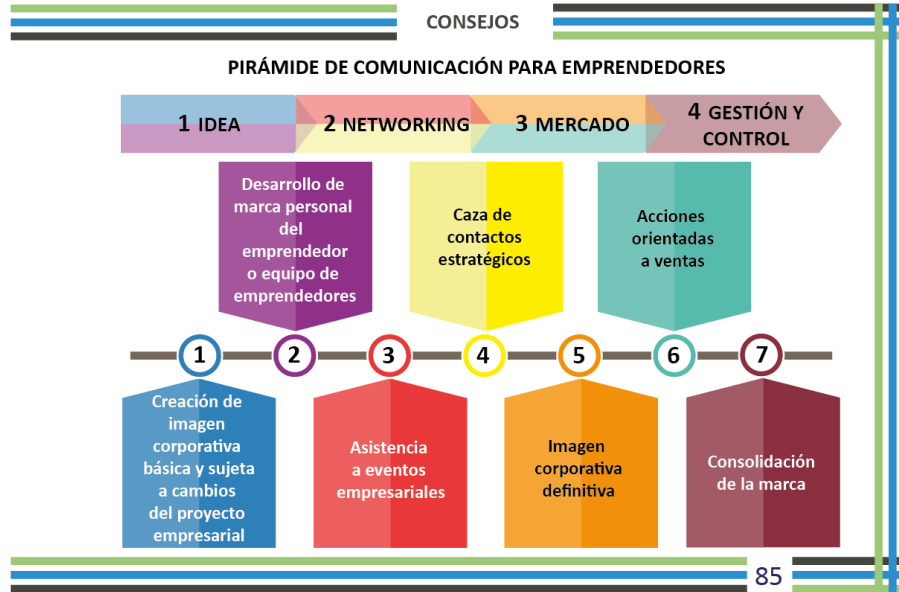 CONSEJOS
PIRÁMIDE DE COMUNICACIÓN PARA EMPRENDEDORES
1 IDEA
2 NETWORKING
3 MERCADO
4 GESTIÓN Y
CONTROL
Desarrollo de
marca personal
del
emprendedor
o equipo de
emprendedores
Caza de
contactos
estratégicos
Acciones
orientadas
a ventas
1
2
3
4
5
6
7
Creación de
imagen
corporativa
básica y sujeta
a cambios
del proyecto
empresarial
Asistencia
a eventos
empresariales
Imagen
corporativa
definitiva
Consolidación
de la marca
85